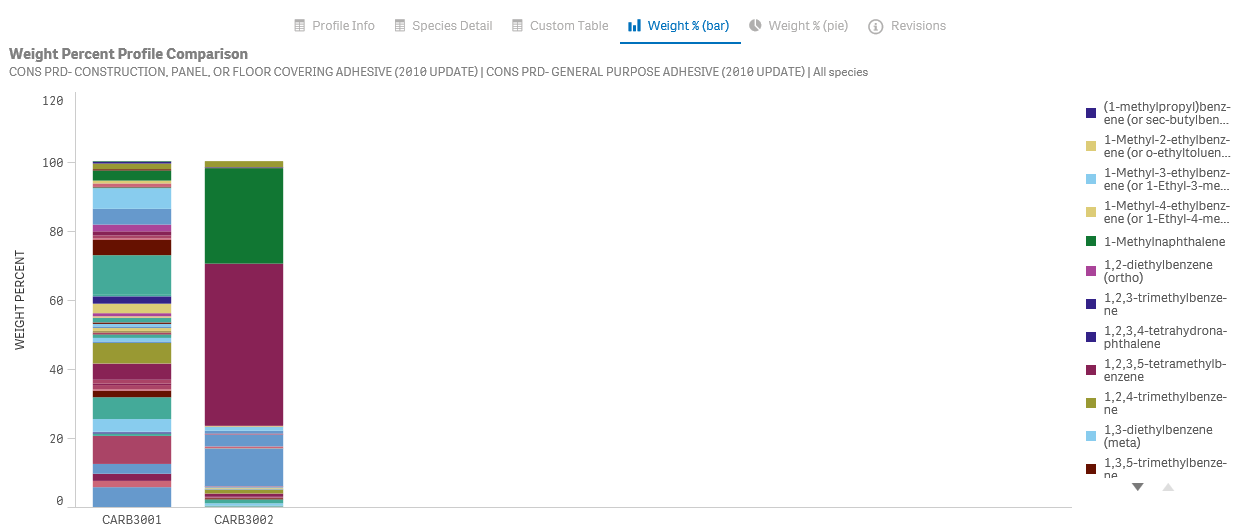 Profile Info Species Detail Custom Table Weight % (bar) Weight % (pie) Revisions
Weight Percent Profile Comparison
CONS PRD- CONSTRUCTION, PANEL, OR FLOOR COVERING ADHESIVE (2010 UPDATE) | CONS PRD- GENERAL PURPOSE ADHESIVE (2010 UPDATE) | All species
120
100
80
60
40
20
0
WEIGHT PERCENT
CARB3001 CARB3002
(1-methylpropyl)benz-
ene (or sec-butylben...
1-Methyl-2-ethylbenz-
ene (or o-ethyltoluen...
1-Methyl-3-ethylbenz-
ene (or 1-Ethyl-3-me...
1-Methyl-4-ethylbenz-
ene (or 1-Ethyl-4-me...
1-Methylnaphthalene
1,2-diethylbenzene
(ortho)
1,2,3-trimethylbenze-
ne
1,2,3,4-tetrahydrona-
phthalene
1,2,3,5-tetramethylb-
enzene
1,2,4-trimethylbenze-
ne
1,3-diethylbenzene
(meta)
1,3,5-trimethylbenze-
ne